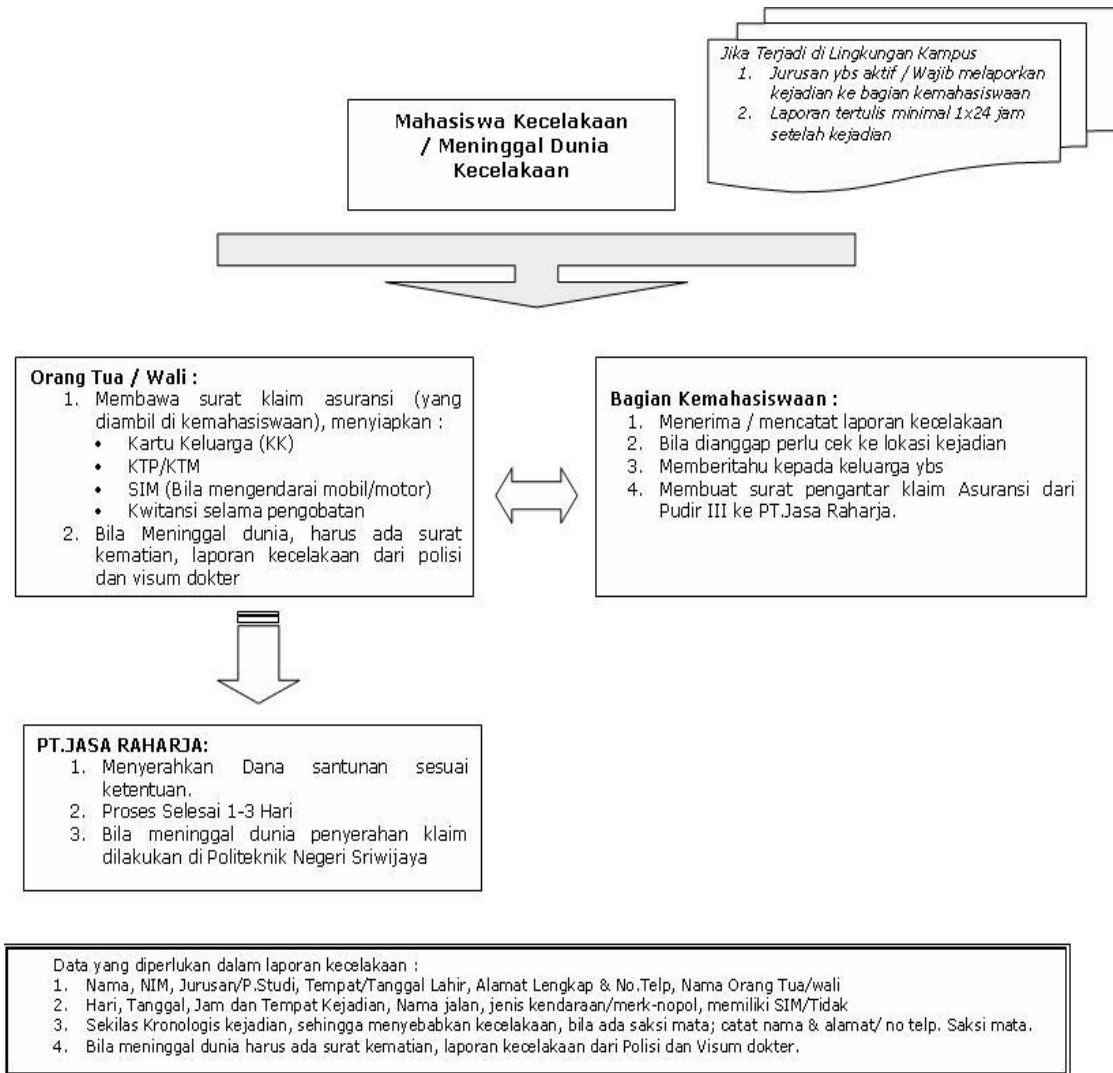 Jika Terjadi di Lingkungan Kampus
1. Jurusan ybs aktif / Wajib melaporkan
kejadian ke bagian kemahasiswaan
2. Laporan tertulis minimal 1x24 jam
setelah kejadian
Mahasiswa Kecelakaan
/ Meninggal Dunia
Kecelakaan
Orang Tua / Wali :
1. Membawa surat klaim asuransi (yang
diambil di kemahasiswaan), menyiapkan :
• Kartu Keluarga (KK)
• KTP/KTM
• SIM (Bila mengendarai mobil/motor)
• Kwitansi selama pengobatan
2. Bila Meninggal dunia, harus ada surat
kematian, laporan kecelakaan dari polisi
dan visum dokter
Bagian Kemahasiswaan :
1. Menerima / mencatat laporan kecelakaan
2. Bila dianggap perlu cek ke lokasi kejadian
3. Memberitahu kepada keluarga ybs
4. Membuat surat pengantar klaim Asuransi dari
Pudir III ke PT.Jasa Raharja.
PT.JASA RAHARJA:
1. Menyerahkan Dana santunan sesuai
ketentuan.
2. Proses Selesai 1-3 Hari
3. Bila meninggal dunia penyerahan klaim
dilakukan di Politeknik Negeri Sriwijaya
Data yang diperlukan dalam laporan kecelakaan :
1. Nama, NIM, Jurusan/P.Studi, Tempat/Tanggal Lahir, Alamat Lengkap & No.Telp, Nama Orang Tua/wali
2. Hari, Tanggal, Jam dan Tempat Kejadian, Nama jalan, jenis kendaraan/merk-nopol, memiliki SIM/Tidak
3. Sekilas Kronologis kejadian, sehingga menyebabkan kecelakaan, bila ada saksi mata; catat nama & alamat/ no telp. Saksi mata.
4. Bila meninggal dunia harus ada surat kematian, laporan kecelakaan dari Polisi dan Visum dokter.